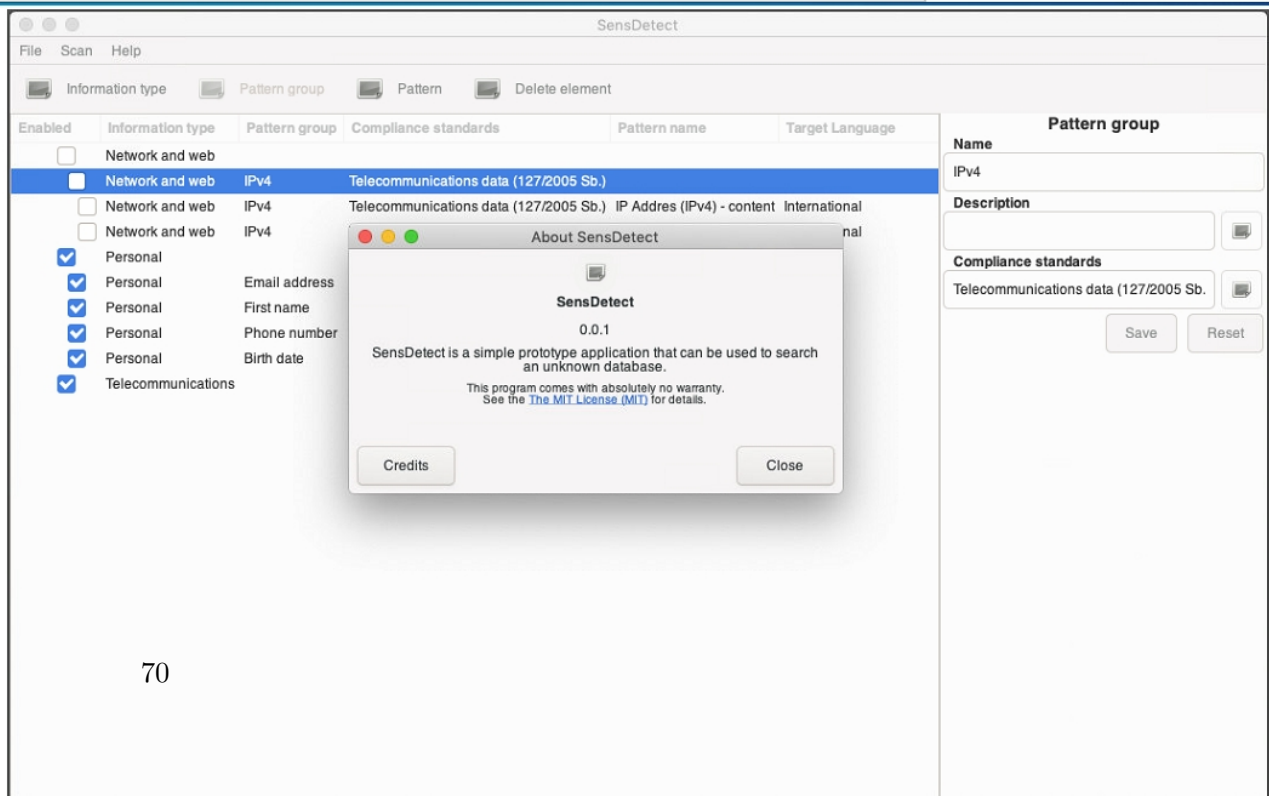 SensDetect
File Scan Help
Information type Pattern group Pattern Delete element
Enabled Information type Pattern group Compliance standards Pattern name Target Language
Network and web
Network and web IPv4 Telecommunications data (127/2005 Sb.)
Network and web IPv4 Telecommunications data (127/2005 Sb.) IP Addres (IPv4) - content International
Network and web IPv4 nal
Personal
Personal Email address
Personal First name
Personal Phone number
Personal Birth date
Telecommunications
About SensDetect
SensDetect
0.0.1
SensDetect is a simple prototype application that can be used to search
an unknown database.
This program comes with absolutely no warranty.
See the The MIT License (MIT) for details.
Credits Close
Pattern group
Name
IPv4
Description
Compliance standards
Telecommunications data (127/2005 Sb.
Save Reset
70